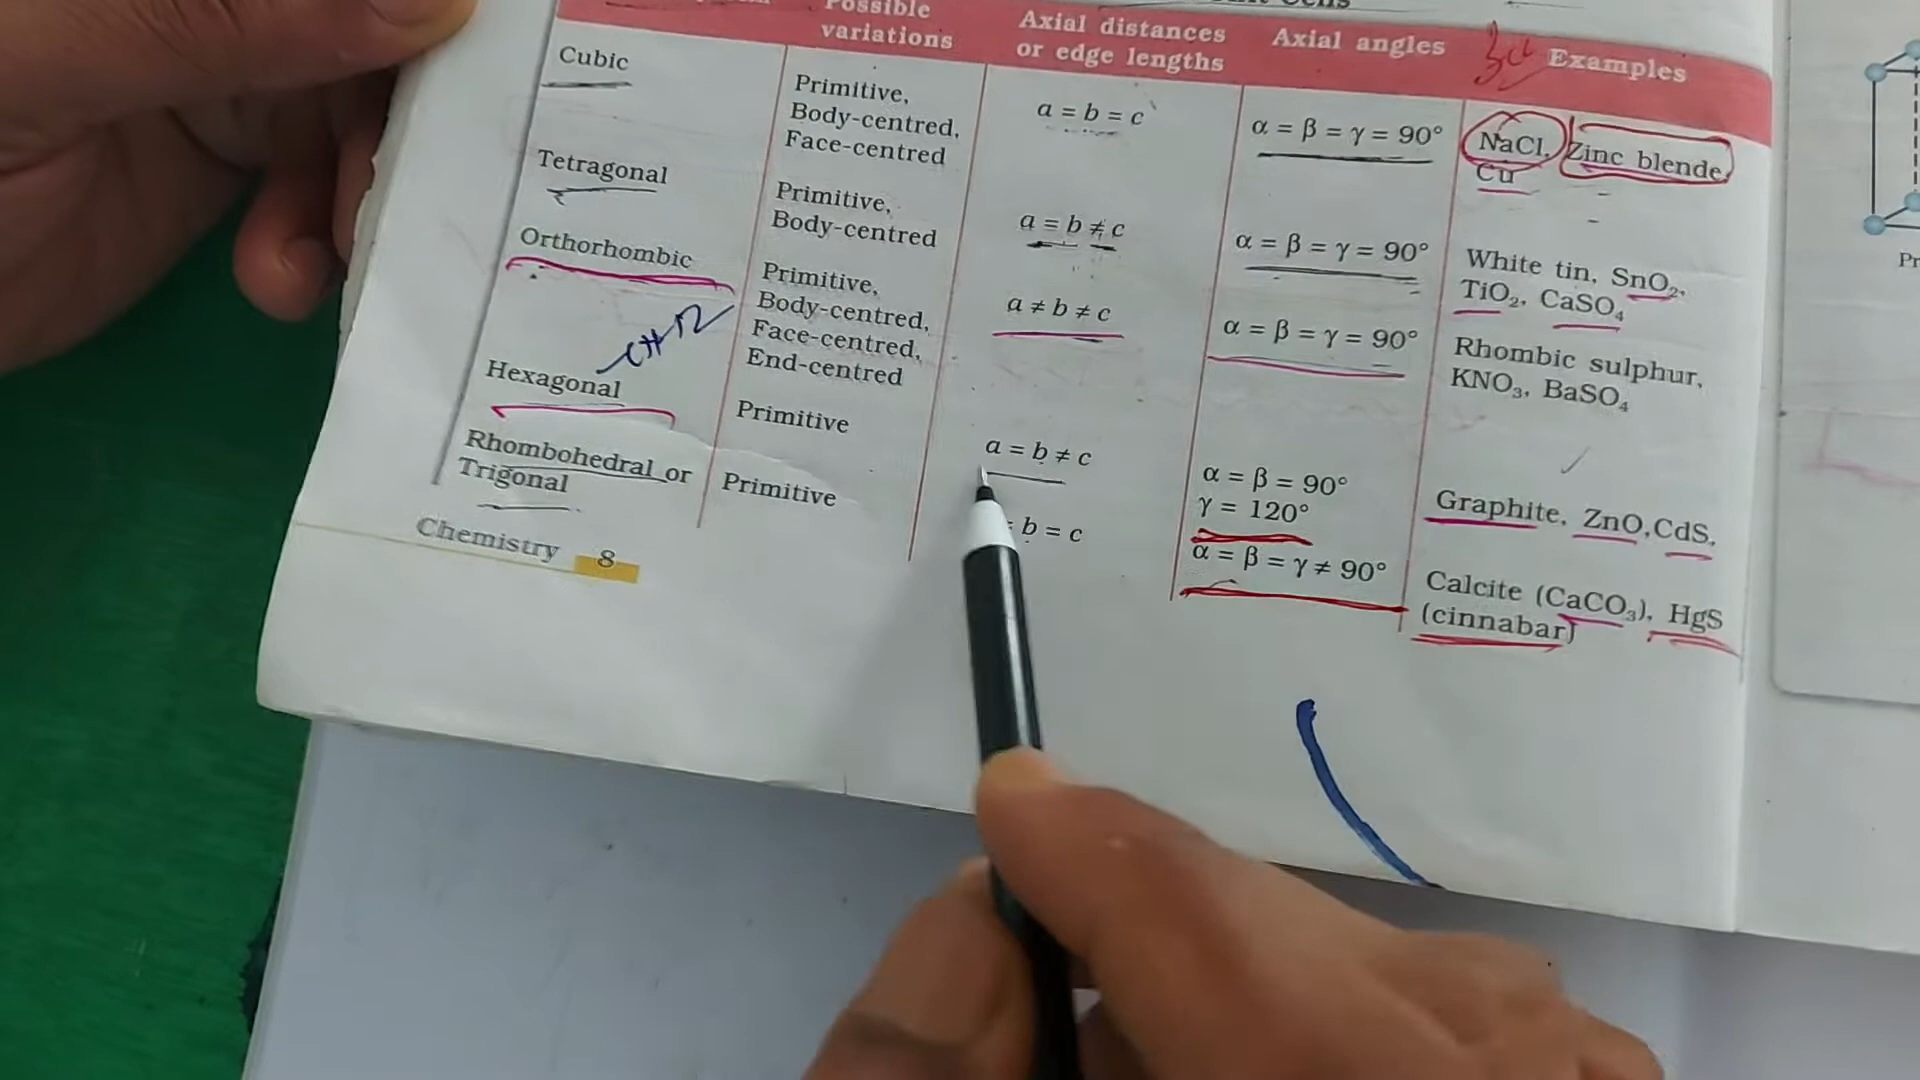 Possible
variations
Axial distances
or edge lengths
Axial angles
Examples
Cubic
Primitive,
Body-centred,
Face-centred
a = b = c
α = β = γ = 90°
NaCl, Zinc blende,
Cu
Tetragonal
Primitive,
Body-centred
a = b ≠ c
α = β = γ = 90°
White tin, SnO₂,
TiO₂, CaSO₄
Orthorhombic
Primitive,
Body-centred,
Face-centred,
End-centred
a ≠ b ≠ c
α = β = γ = 90°
Rhombic sulphur,
KNO₃, BaSO₄
Hexagonal
Primitive
a = b ≠ c
α = β = 90°
γ = 120°
Graphite, ZnO,CdS,
Rhombohedral or
Trigonal
Primitive
= b = c
α = β = γ ≠ 90°
Calcite (CaCO₃), HgS
(cinnabar)
Chemistry 8
Pr